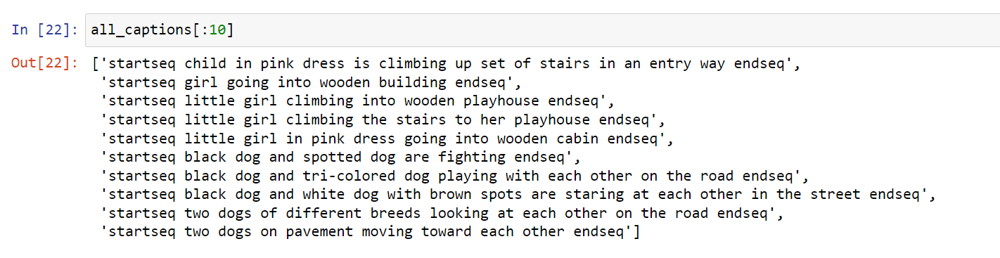 In [22]: all_captions[:10]
Out[22]: ['startseq child in pink dress is climbing up set of stairs in an entry way endseq',
'startseq girl going into wooden building endseq',
'startseq little girl climbing into wooden playhouse endseq',
'startseq little girl climbing the stairs to her playhouse endseq',
'startseq little girl in pink dress going into wooden cabin endseq',
'startseq black dog and spotted dog are fighting endseq',
'startseq black dog and tri-colored dog playing with each other on the road endseq',
'startseq black dog and white dog with brown spots are staring at each other in the street endseq',
'startseq two dogs of different breeds looking at each other on the road endseq',
'startseq two dogs on pavement moving toward each other endseq']